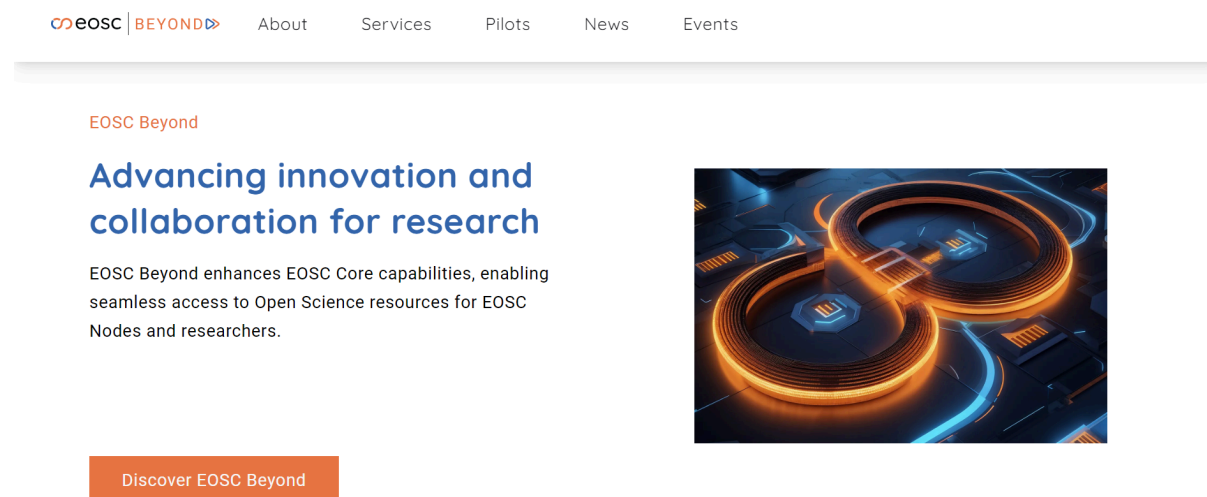 eosc BEYOND
About Services Pilots News Events
EOSC Beyond
Advancing innovation and
collaboration for research
EOSC Beyond enhances EOSC Core capabilities, enabling
seamless access to Open Science resources for EOSC
Nodes and researchers.
Discover EOSC Beyond